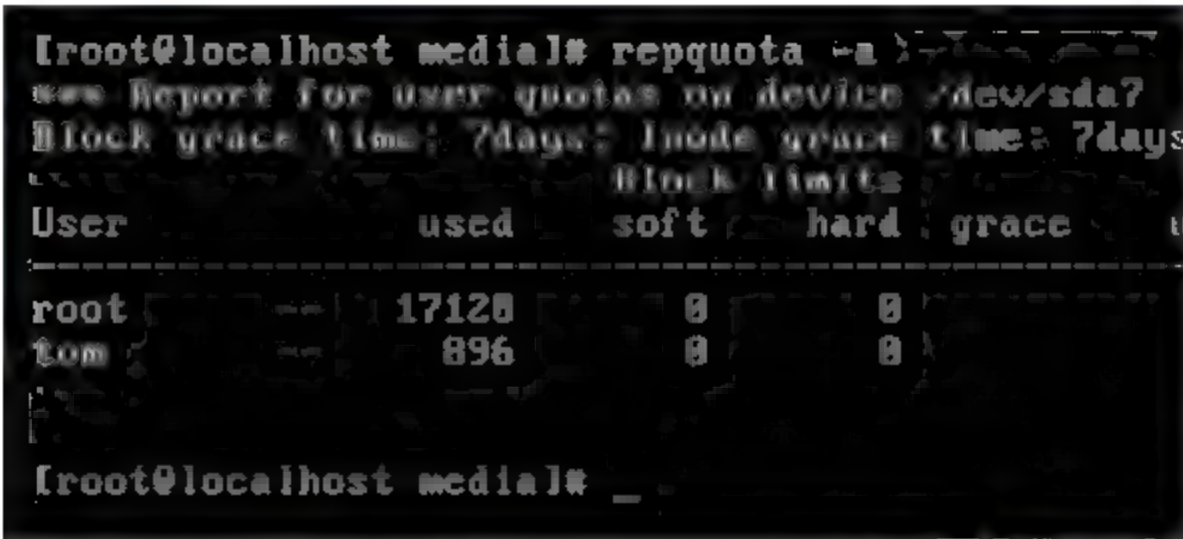 [root@localhost media]# repquota -a
*** Report for user quotas on device /dev/sda7
Block grace time: 7days; Inode grace time: 7days
Block limits
User used soft hard grace
root -- 17128 0 0
tom -- 896 0 0
[root@localhost media]# _